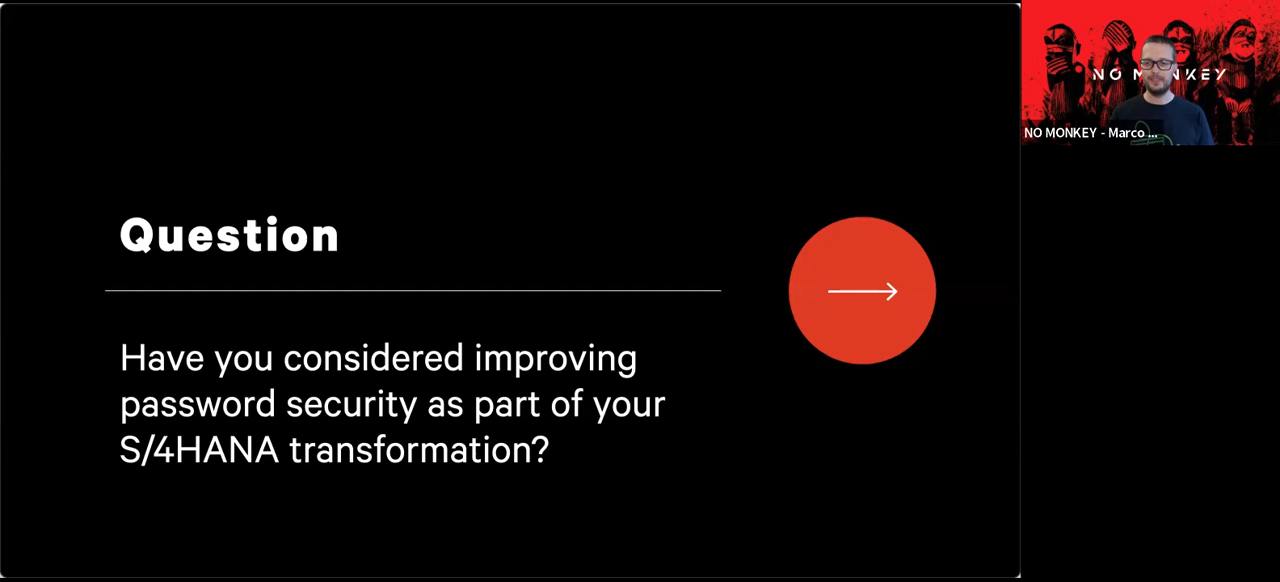 Question
Have you considered improving
password security as part of your
S/4HANA transformation?
NO MONKEY
NO MONKEY - Marco ...